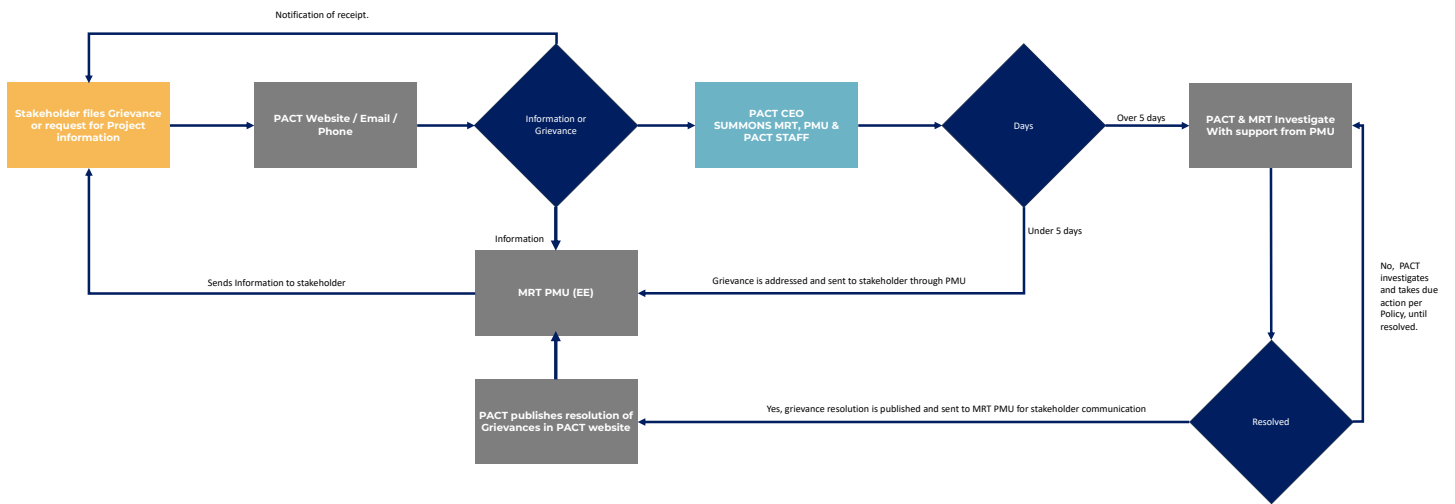 Notification of receipt.
Stakeholder files Grievance
or request for Project
information
PACT Website / Email /
Phone
Information or
Grievance
PACT CEO
SUMMONS MRT, PMU &
PACT STAFF
Days
Over 5 days
PACT & MRT Investigate
With support from PMU
Information
Under 5 days
Sends Information to stakeholder
MRT PMU (EE)
Grievance is addressed and sent to stakeholder through PMU
No,  PACT
investigates
and takes due
action per
Policy, until
resolved.
PACT publishes resolution of
Grievances in PACT website
Yes, grievance resolution is published and sent to MRT PMU for stakeholder communication
Resolved